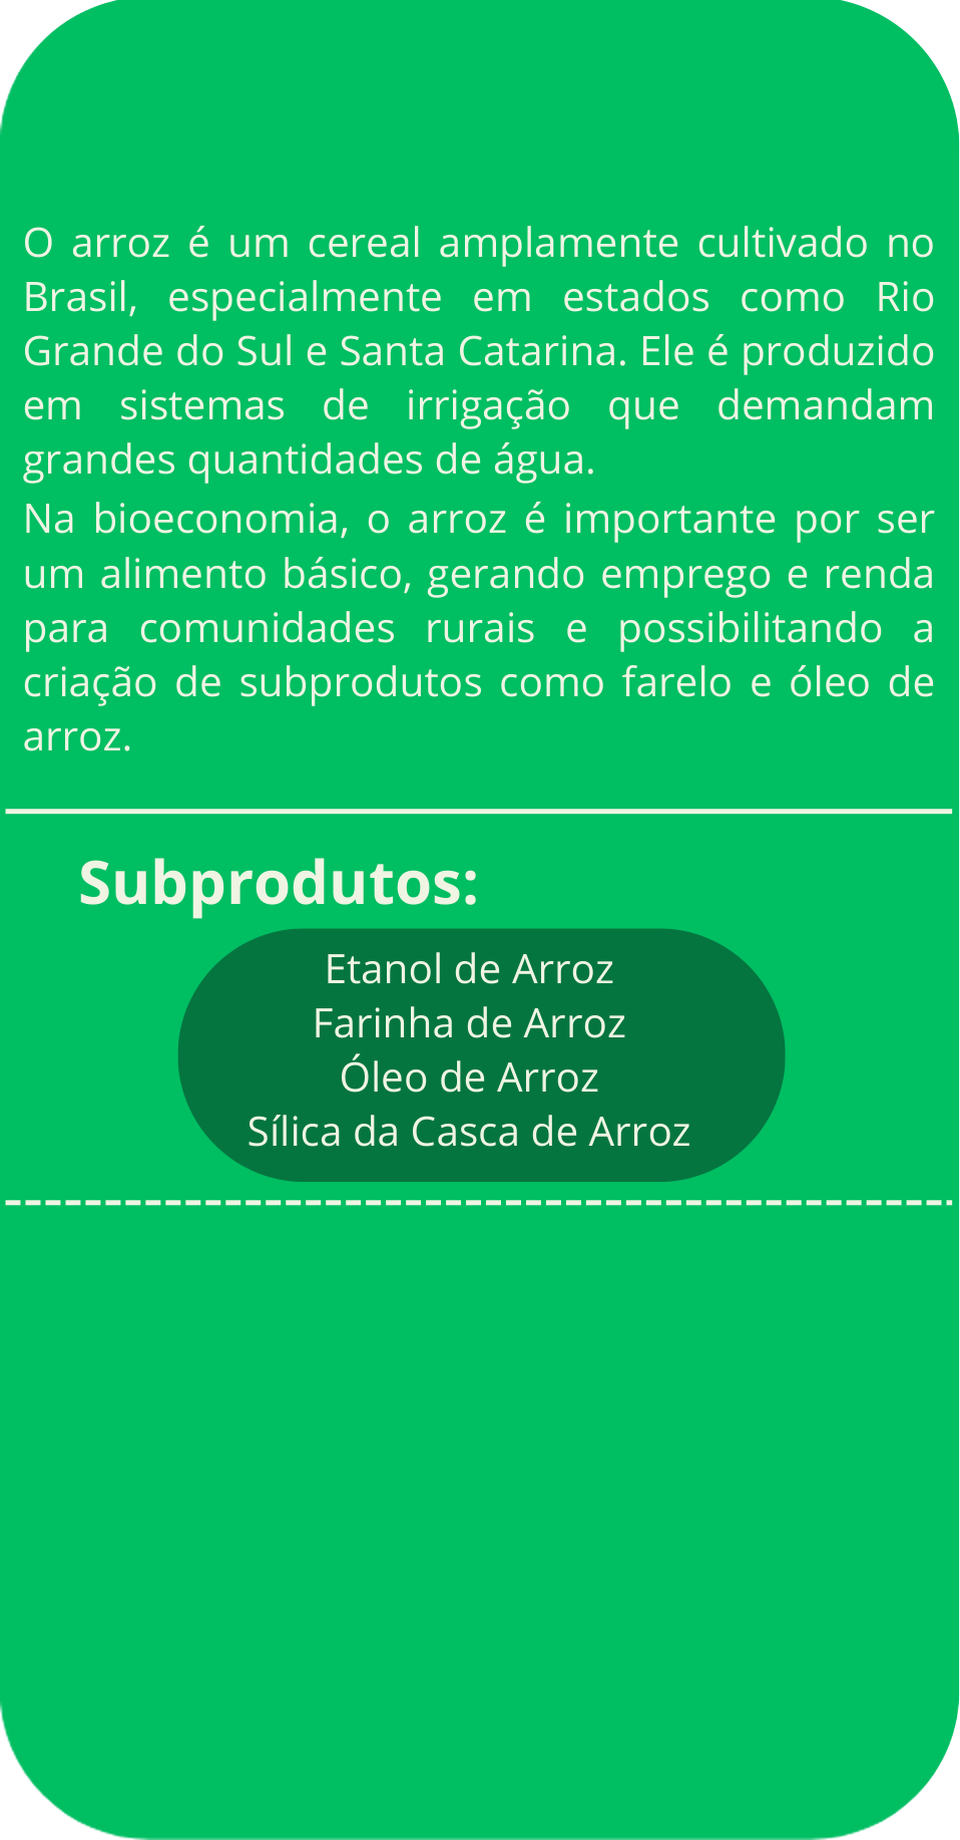 O arroz é um cereal amplamente cultivado no
Brasil, especialmente em estados como Rio
Grande do Sul e Santa Catarina. Ele é produzido
em sistemas de irrigação que demandam
grandes quantidades de água.
Na bioeconomia, o arroz é importante por ser
um alimento básico, gerando emprego e renda
para comunidades rurais e possibilitando a
criação de subprodutos como farelo e óleo de
arroz.
Subprodutos:
Etanol de Arroz
Farinha de Arroz
Óleo de Arroz
Sílica da Casca de Arroz